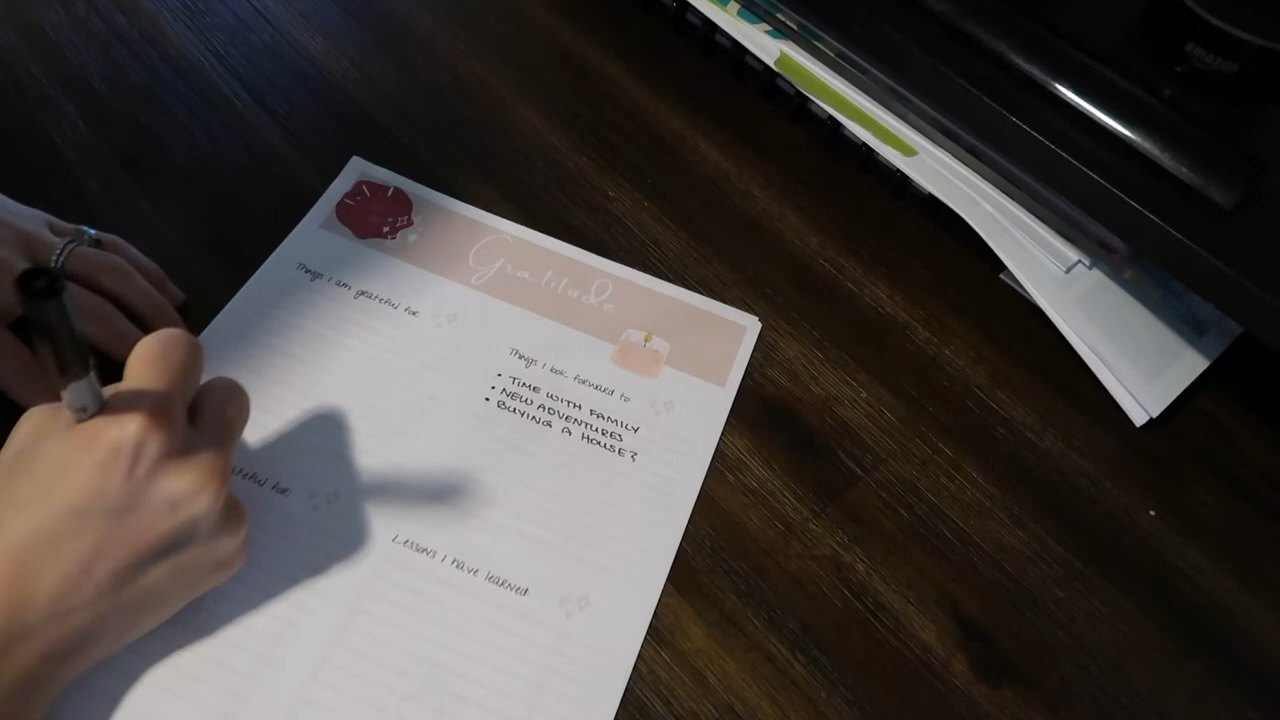 Gratitude
Things I am grateful for
Things I look forward to:
• TIME WITH FAMILY
• NEW ADVENTURES
• BUYING A HOUSE?
for:
Lessons I have learned:
amazon